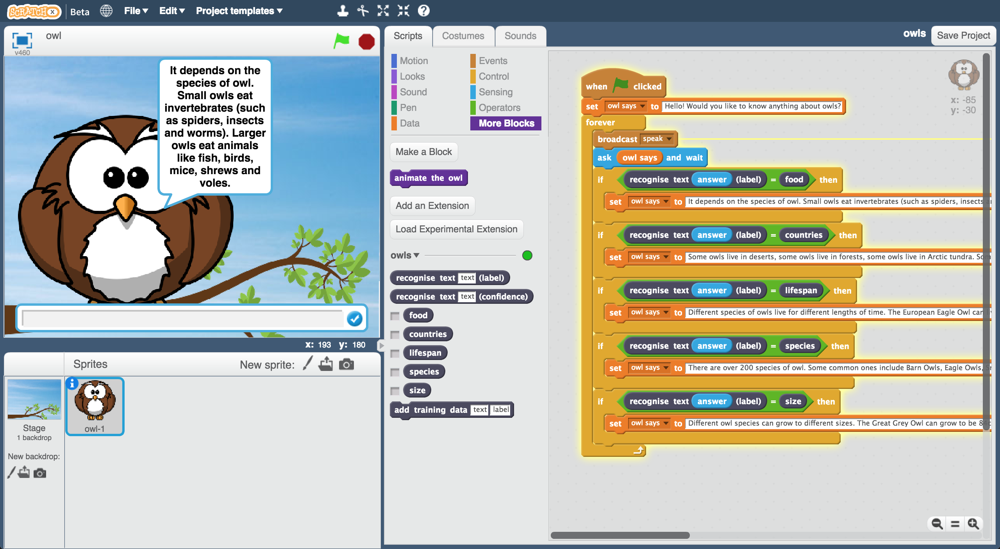 SCRATCHX Beta File Edit Project templates
v460 owl
It depends on the
species of owl.
Small owls eat
invertebrates (such
as spiders, insects
and worms). Larger
owls eat animals
like fish, birds,
mice, shrews and
voles.
x: 193 y: 180
Sprites New sprite:
Stage
1 backdrop
New backdrop:
owl-1
Scripts Costumes Sounds
owls Save Project
Motion Events
Looks Control
Sound Sensing
Pen Operators
Data More Blocks
Make a Block
animate the owl
Add an Extension
Load Experimental Extension
owls
recognise text text (label)
recognise text text (confidence)
food
countries
lifespan
species
size
add training data text label
x: -85
y: -30
when clicked
set owl says to Hello! Would you like to know anything about owls?
forever
broadcast speak
ask owl says and wait
if recognise text answer (label) = food then
set owl says to It depends on the species of owl. Small owls eat invertebrates (such as spiders, insects
if recognise text answer (label) = countries then
set owl says to Some owls live in deserts, some owls live in forests, some owls live in Arctic tundra. Som
if recognise text answer (label) = lifespan then
set owl says to Different species of owls live for different lengths of time. The European Eagle Owl can
if recognise text answer (label) = species then
set owl says to There are over 200 species of owl. Some common ones include Barn Owls, Eagle Owls,
if recognise text answer (label) = size then
set owl says to Different owl species can grow to different sizes. The Great Grey Owl can grow to be 84c